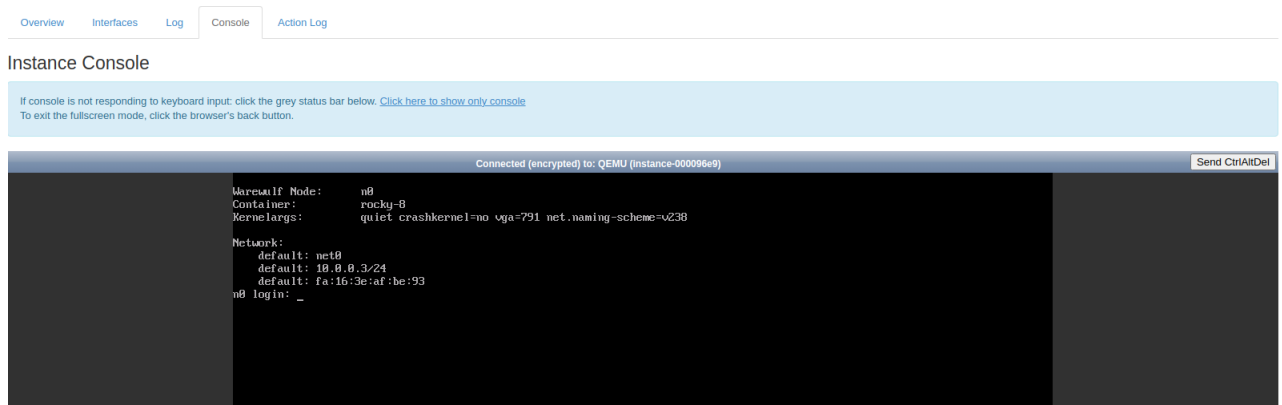 Overview Interfaces Log Console Action Log
Instance Console
If console is not responding to keyboard input: click the grey status bar below. Click here to show only console
To exit the fullscreen mode, click the browser's back button.
Connected (encrypted) to: QEMU (instance-000096e9)
Send CtrlAltDel
Warewulf Node: n0
Container: rocky-8
Kernelargs: quiet crashkernel=no vga=791 net.naming-scheme=v238
Network:
default: net0
default: 10.0.0.3/24
default: fa:16:3e:af:be:93
n0 login: _